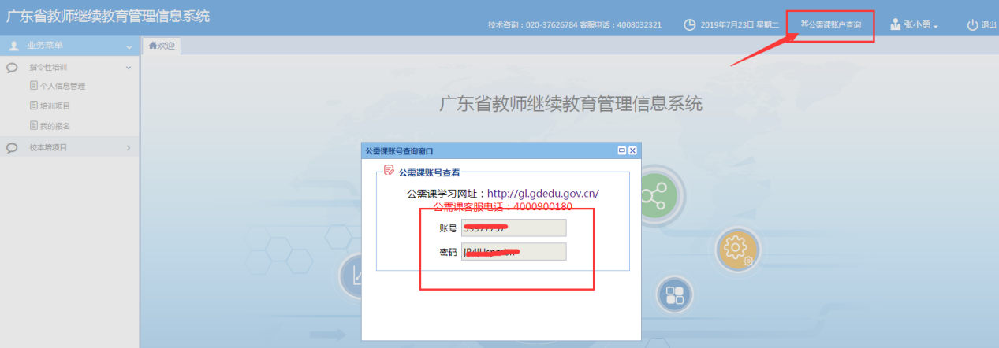 广东省教师继续教育管理信息系统
技术咨询：020-37626784 客服电话：4008032321
2019年7月23日 星期二
公需课账户查询
张小勇
退出
业务菜单
欢迎
指令性培训
个人信息管理
培训项目
我的报名
校本培项目
广东省教师继续教育管理信息系统
公需课账号查询窗口
公需课账号查看
公需课学习网址：http://gl.gdedu.gov.cn/
公需课客服电话：4000900180
账号
密码